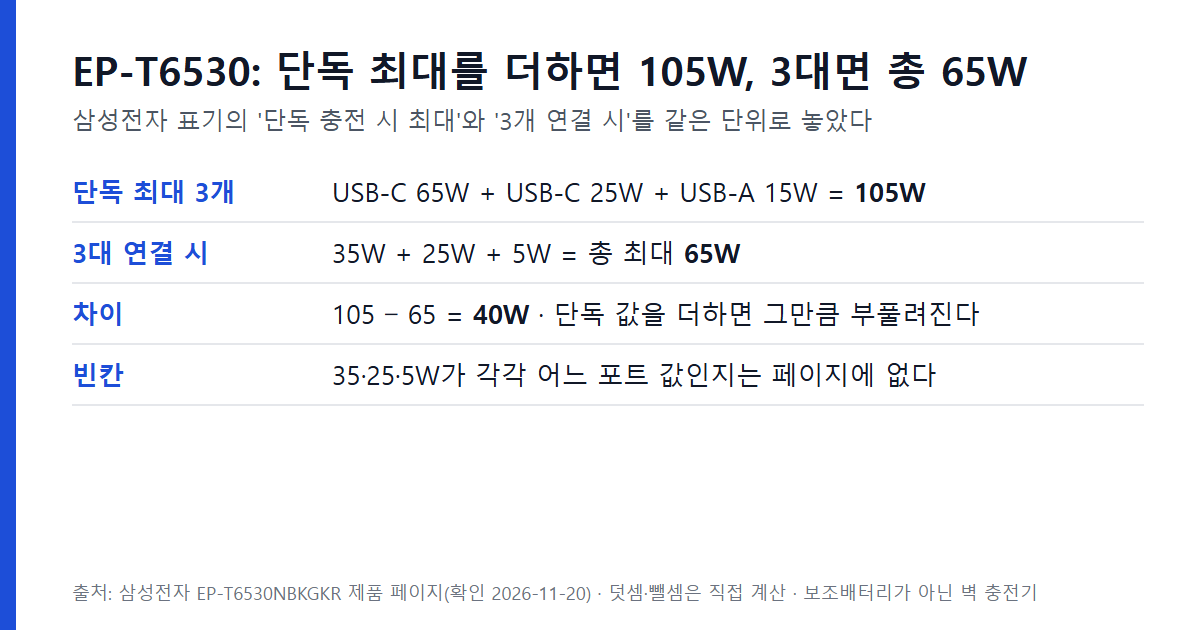 EP-T6530: 단독 최대를 더하면 105W, 3대면 총 65W
삼성전자 표기의 '단독 충전 시 최대'와 '3개 연결 시'를 같은 단위로 놓았다
단독 최대 3개 USB-C 65W + USB-C 25W + USB-A 15W = 105W
3대 연결 시 35W + 25W + 5W = 총 최대 65W
차이 105 − 65 = 40W · 단독 값을 더하면 그만큼 부풀려진다
빈칸 35·25·5W가 각각 어느 포트 값인지는 페이지에 없다
출처: 삼성전자 EP-T6530NBKGKR 제품 페이지(확인 2026-11-20) · 덧셈·뺄셈은 직접 계산 · 보조배터리가 아닌 벽 충전기